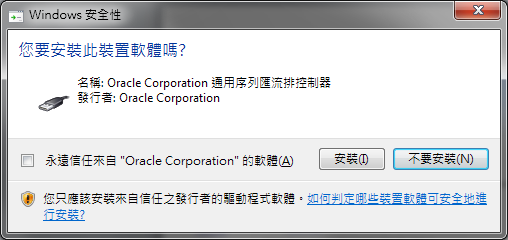 Windows 安全性
您要安裝此裝置軟體嗎?
名稱: Oracle Corporation 通用序列匯流排控制器
發行者: Oracle Corporation
永遠信任來自 "Oracle Corporation" 的軟體(A)
安裝(I)
不要安裝(N)
您只應該安裝來自信任之發行者的驅動程式軟體。如何判定哪些裝置軟體可安全地進
行安裝?